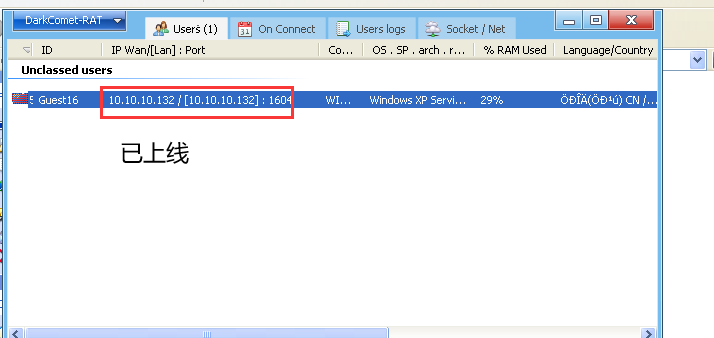 DarkComet-RAT
Users (1)
On Connect
Users logs
Socket / Net
ID
IP Wan/[Lan] : Port
Co...
OS . SP . arch . r...
% RAM Used
Language/Country
Unclassed users
5
Guest16
10.10.10.132 / [10.10.10.132] : 1604
WI...
Windows XP Servi...
29%
ÖÐÎÄ(ÖÐ¹ú) CN /...
已上线